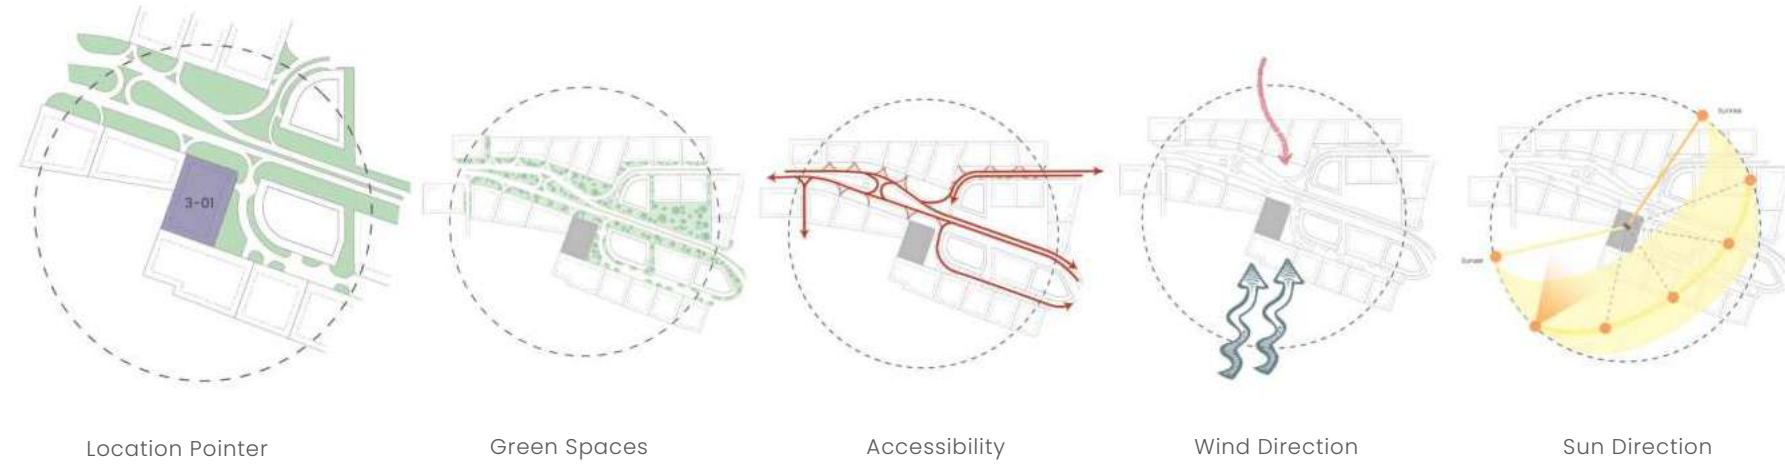 3-01
Sunrise
Sunset
Location Pointer
Green Spaces
Accessibility
Wind Direction
Sun Direction